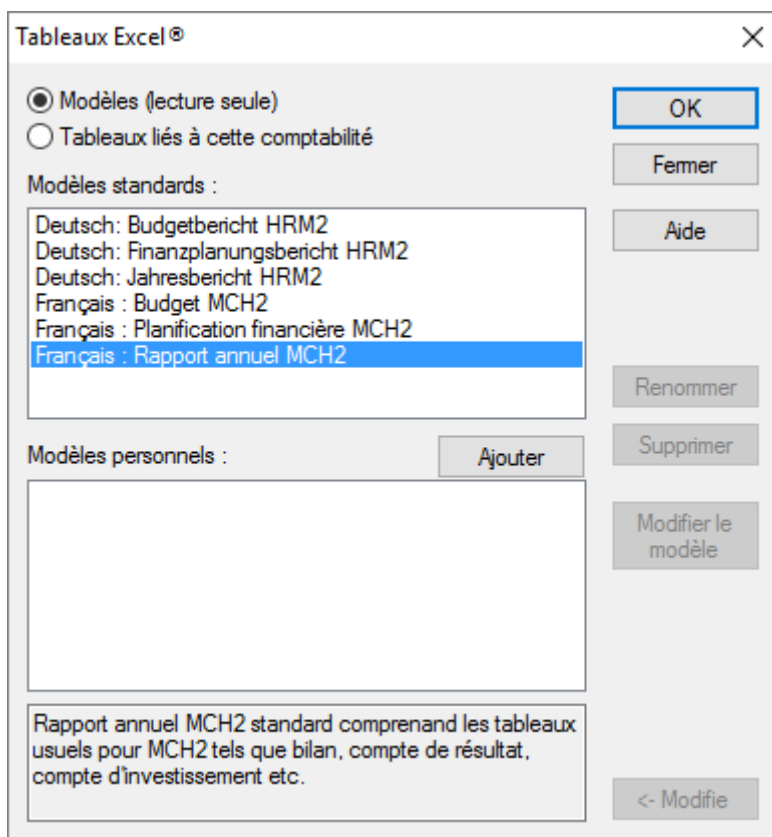 Tableaux Excel®
Modèles (lecture seule)
OK
Tableaux liés à cette comptabilité
Fermer
Modèles standards :
Aide
Deutsch: Budgetbericht HRM2
Deutsch: Finanzplanungsbericht HRM2
Deutsch: Jahresbericht HRM2
Français : Budget MCH2
Français : Planification financière MCH2
Français : Rapport annuel MCH2
Renommer
Supprimer
Modèles personnels :
Ajouter
Modifier le
modèle
Rapport annuel MCH2 standard comprenand les tableaux
usuels pour MCH2 tels que bilan, compte de résultat,
compte d'investissement etc.
<- Modifie